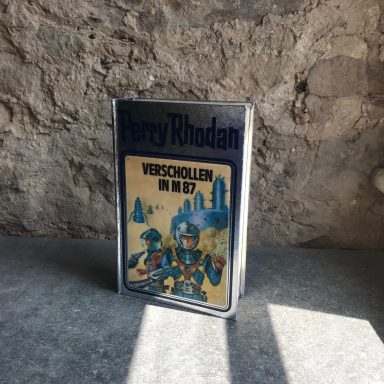 Perry Rhodan
VERSCHOLLEN
IN M 87